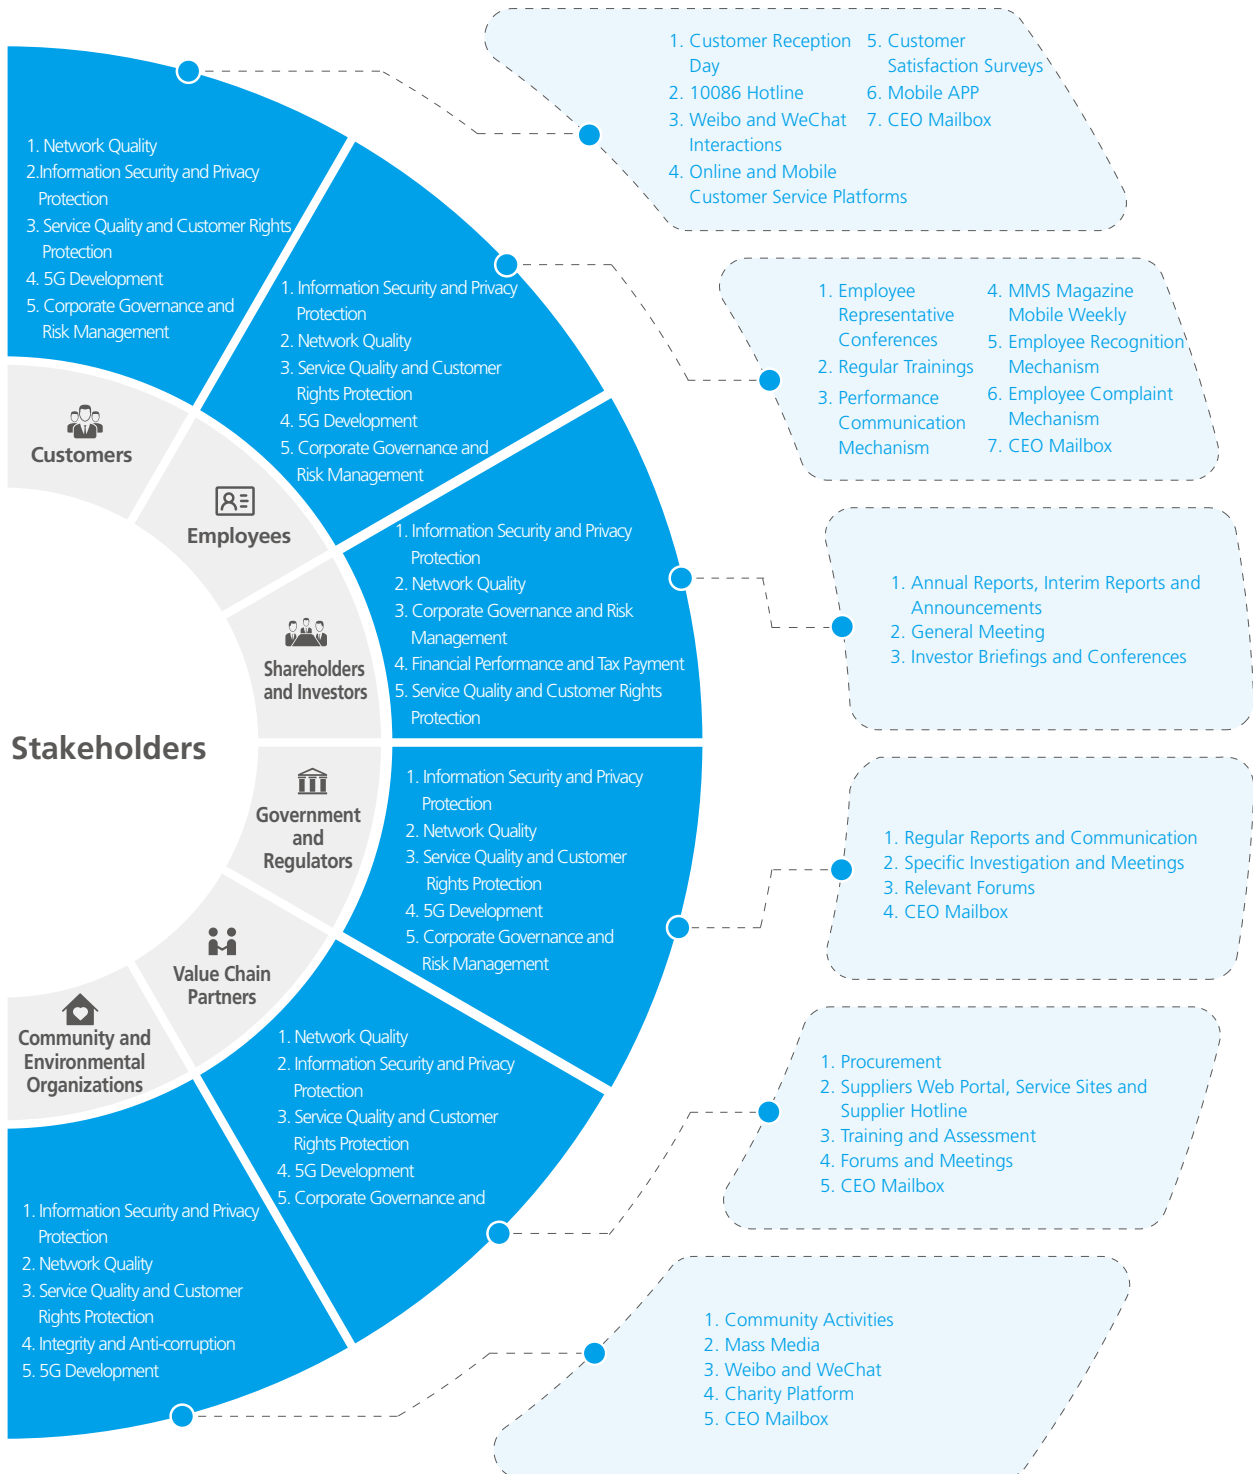 Stakeholders
Customers
1. Network Quality
2.Information Security and Privacy
Protection
3. Service Quality and Customer Rights
Protection
4. 5G Development
5. Corporate Governance and
Risk Management
1. Customer Reception
Day
2. 10086 Hotline
3. Weibo and WeChat
Interactions
4. Online and Mobile
Customer Service Platforms
5. Customer
Satisfaction Surveys
6. Mobile APP
7. CEO Mailbox
Employees
1. Information Security and Privacy
Protection
2. Network Quality
3. Service Quality and Customer
Rights Protection
4. 5G Development
5. Corporate Governance and
Risk Management
1. Employee
Representative
Conferences
2. Regular Trainings
3. Performance
Communication
Mechanism
4. MMS Magazine
Mobile Weekly
5. Employee Recognition
Mechanism
6. Employee Complaint
Mechanism
7. CEO Mailbox
Shareholders
and Investors
1. Information Security and Privacy
Protection
2. Network Quality
3. Corporate Governance and Risk
Management
4. Financial Performance and Tax Payment
5. Service Quality and Customer Rights
Protection
1. Annual Reports, Interim Reports and
Announcements
2. General Meeting
3. Investor Briefings and Conferences
Government
and
Regulators
1. Information Security and Privacy
Protection
2. Network Quality
3. Service Quality and Customer
Rights Protection
4. 5G Development
5. Corporate Governance and
Risk Management
1. Regular Reports and Communication
2. Specific Investigation and Meetings
3. Relevant Forums
4. CEO Mailbox
Value Chain
Partners
1. Network Quality
2. Information Security and Privacy
Protection
3. Service Quality and Customer
Rights Protection
4. 5G Development
5. Corporate Governance and
1. Procurement
2. Suppliers Web Portal, Service Sites and
Supplier Hotline
3. Training and Assessment
4. Forums and Meetings
5. CEO Mailbox
Community and
Environmental
Organizations
1. Information Security and Privacy
Protection
2. Network Quality
3. Service Quality and Customer
Rights Protection
4. Integrity and Anti-corruption
5. 5G Development
1. Community Activities
2. Mass Media
3. Weibo and WeChat
4. Charity Platform
5. CEO Mailbox